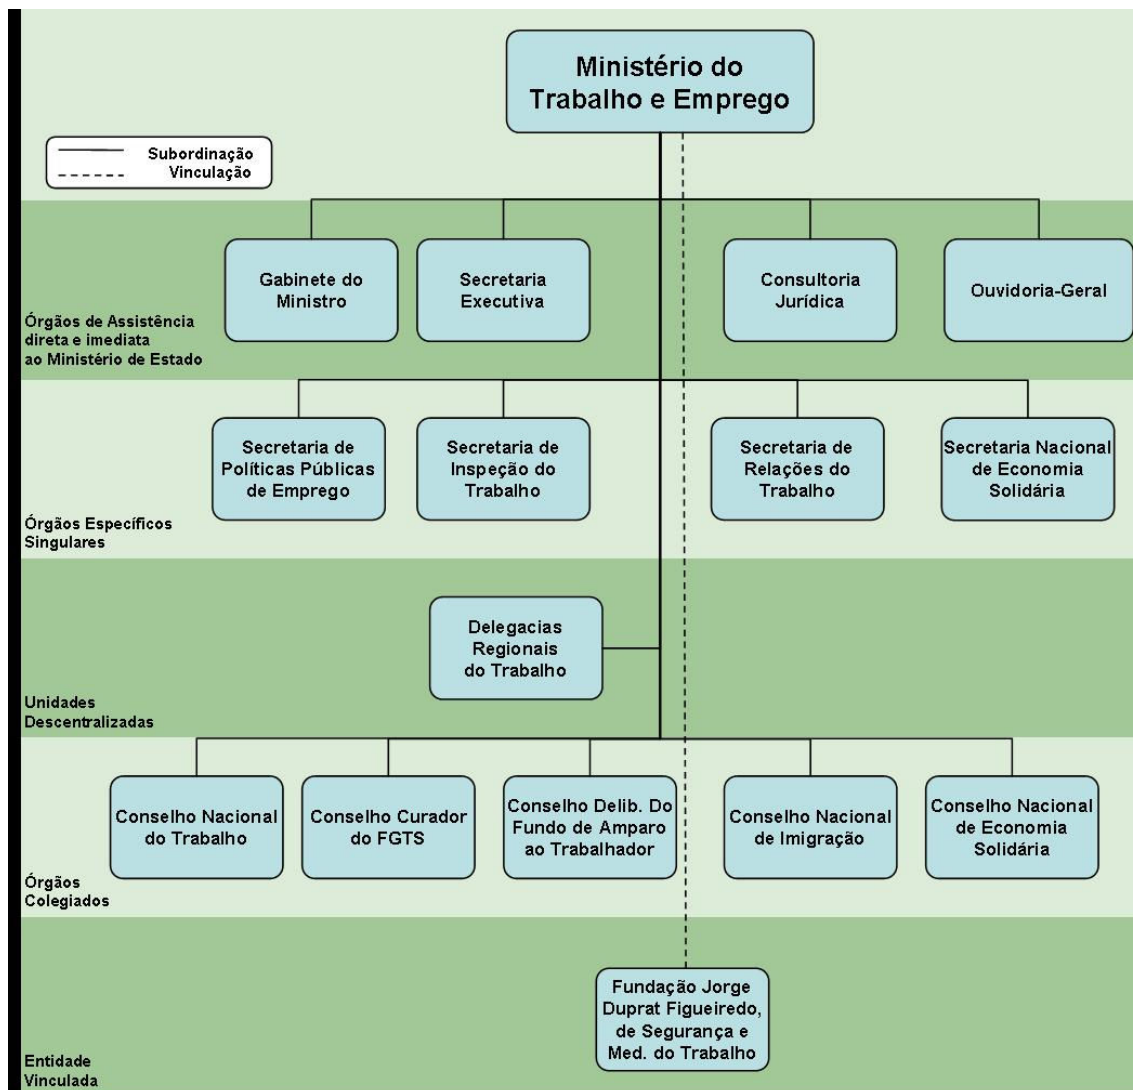 Ministério do
Trabalho e Emprego
Subordinação
Vinculação
Gabinete do
Ministro
Secretaria
Executiva
Consultoria
Jurídica
Ouvidoria-Geral
Órgãos de Assistência
direta e imediata
ao Ministério de Estado
Secretaria de
Políticas Públicas
de Emprego
Secretaria de
Inspeção do
Trabalho
Secretaria de
Relações do
Trabalho
Secretaria Nacional
de Economia
Solidária
Órgãos Específicos
Singulares
Delegacias
Regionais
do Trabalho
Unidades
Descentralizadas
Conselho Nacional
do Trabalho
Conselho Curador
do FGTS
Conselho Delib. Do
Fundo de Amparo
ao Trabalhador
Conselho Nacional
de Imigração
Conselho Nacional
de Economia
Solidária
Órgãos
Colegiados
Fundação Jorge
Duprat Figueiredo,
de Segurança e
Med. do Trabalho
Entidade
Vinculada